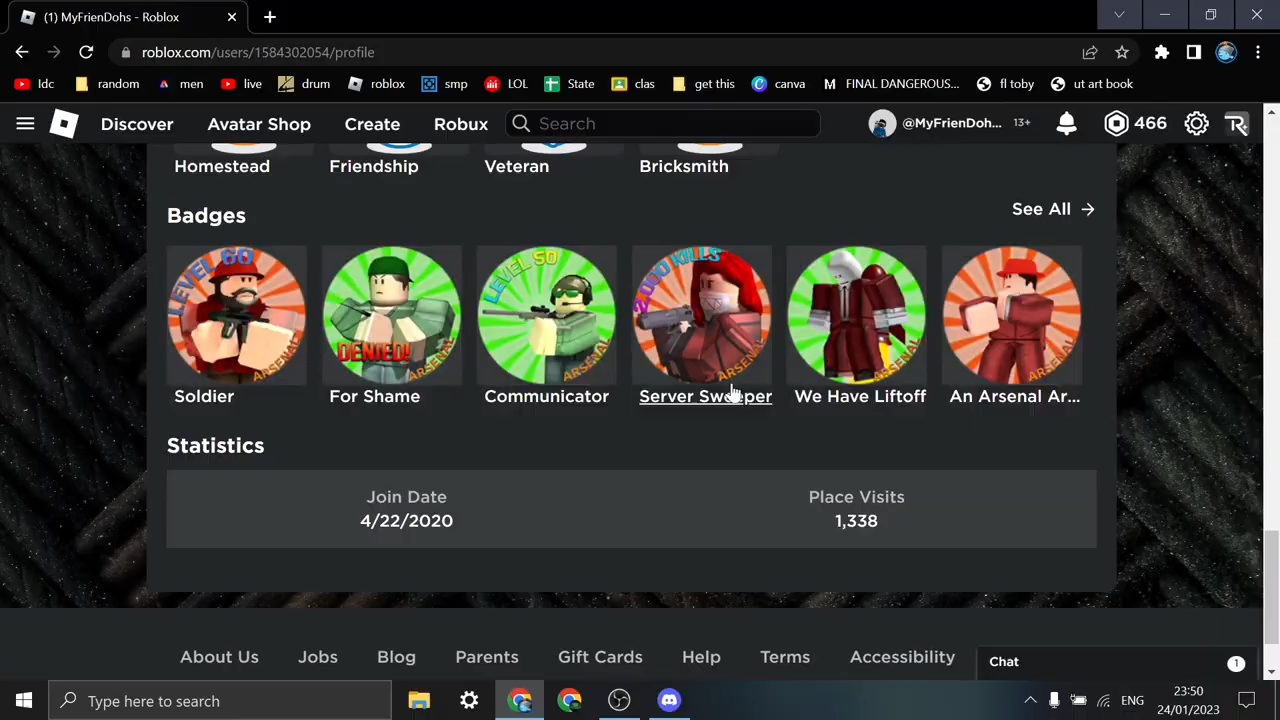 (1) MyFrienDohs - Roblox
roblox.com/users/1584302054/profile
ldc random men live drum roblox smp LOL State clas get this canva FINAL DANGEROUS... fl toby ut art book
Discover Avatar Shop Create Robux Search @MyFrienDoh... 13+ 466
Homestead Friendship Veteran Bricksmith
Badges See All
LEVEL 60 ARSENAL
DENIED! ARSENAL
LEVEL 50 ARSENAL
2,000 KILLS ARSENAL
ARSENAL
ARSENAL
Soldier For Shame Communicator Server Sweeper We Have Liftoff An Arsenal Ar...
Statistics
Join Date Place Visits
4/22/2020 1,338
About Us Jobs Blog Parents Gift Cards Help Terms Accessibility
Chat 1
Type here to search ENG 23:50
24/01/2023